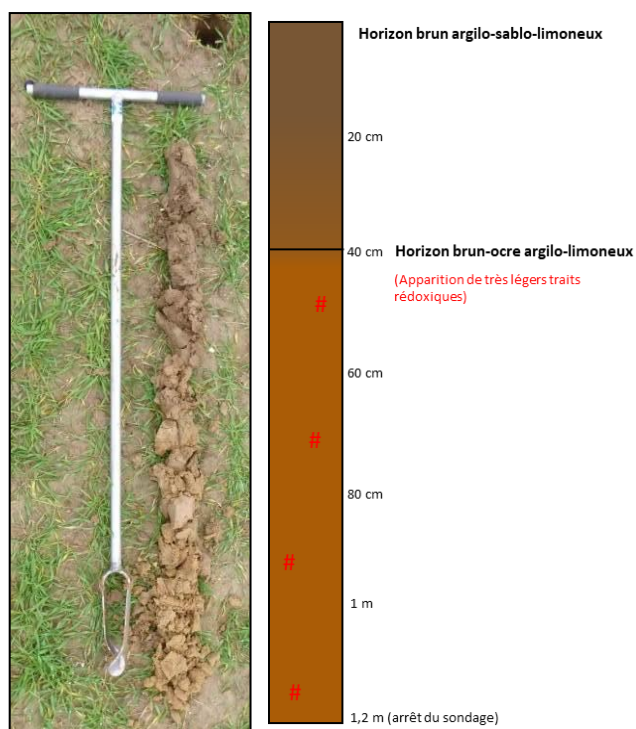 Horizon brun argilo-sablo-limoneux
20 cm
40 cm
Horizon brun-ocre argilo-limoneux
(Apparition de très légers traits
rédoxiques)
#
60 cm
#
80 cm
#
1 m
#
1,2 m (arrêt du sondage)